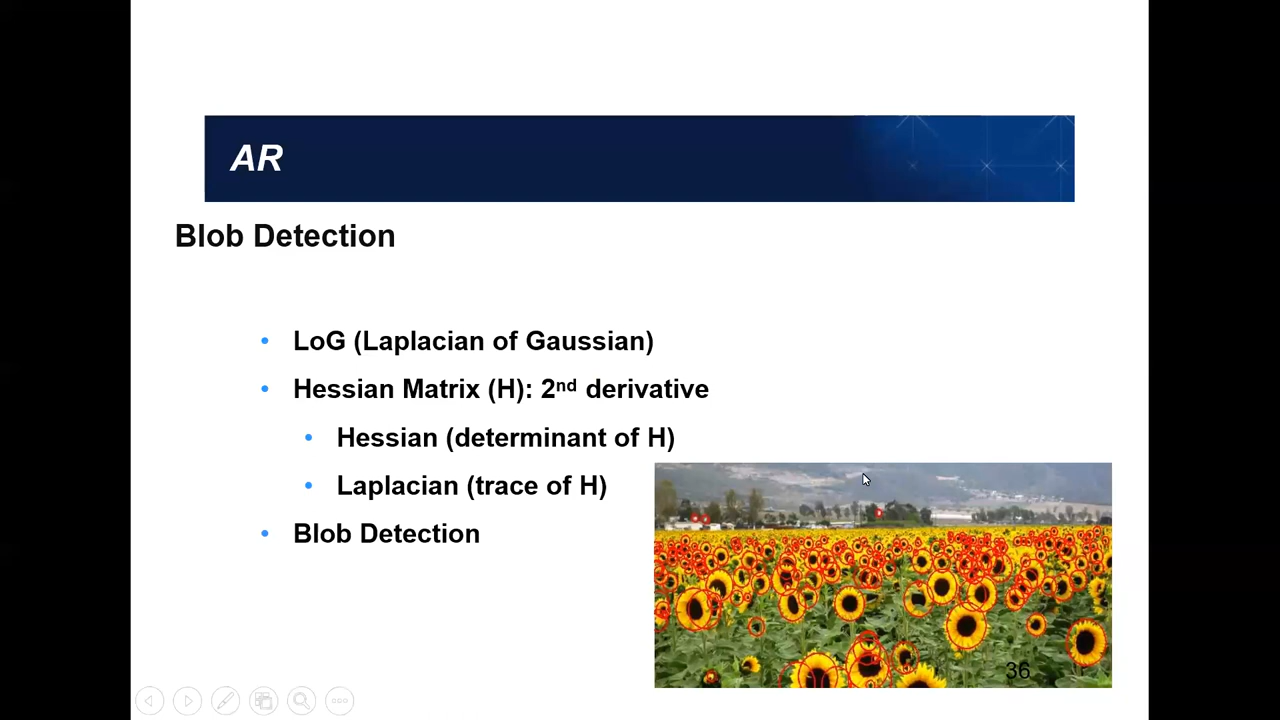 AR
Blob Detection
LoG (Laplacian of Gaussian)
Hessian Matrix (H): 2nd derivative
Hessian (determinant of H)
Laplacian (trace of H)
Blob Detection
36